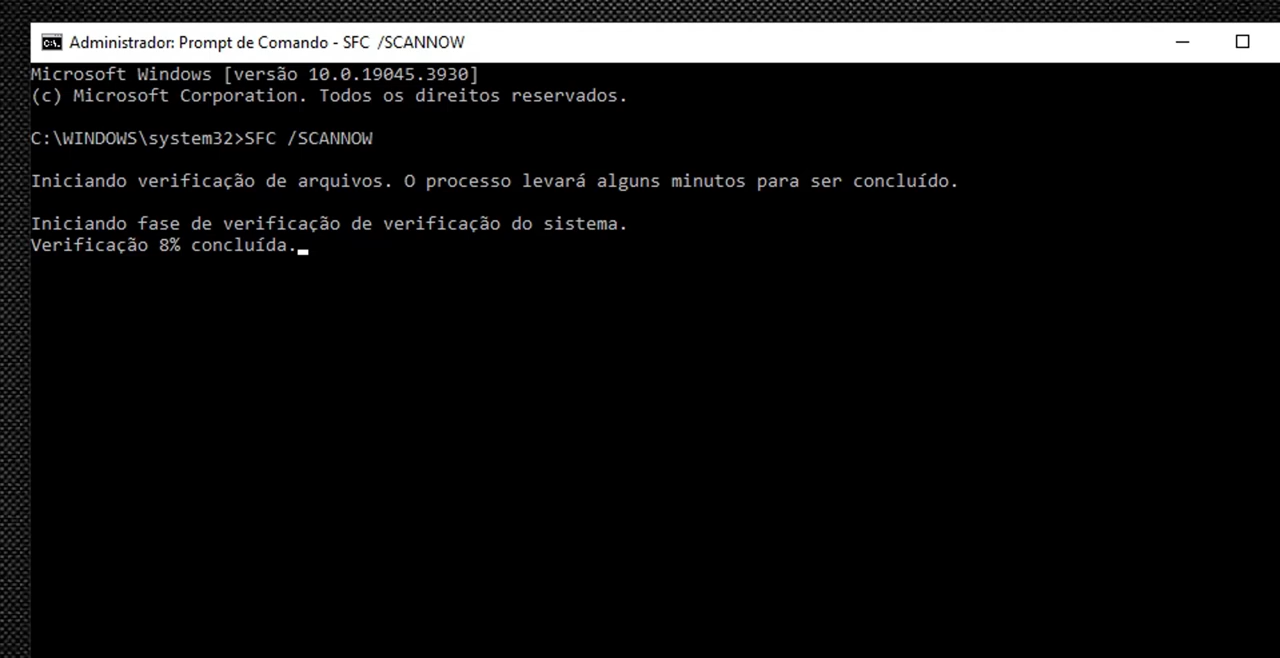 Administrador: Prompt de Comando - SFC /SCANNOW
Microsoft Windows [versão 10.0.19045.3930]
(c) Microsoft Corporation. Todos os direitos reservados.
C:\WINDOWS\system32>SFC /SCANNOW
Iniciando verificação de arquivos. O processo levará alguns minutos para ser concluído.
Iniciando fase de verificação de verificação do sistema.
Verificação 8% concluída.